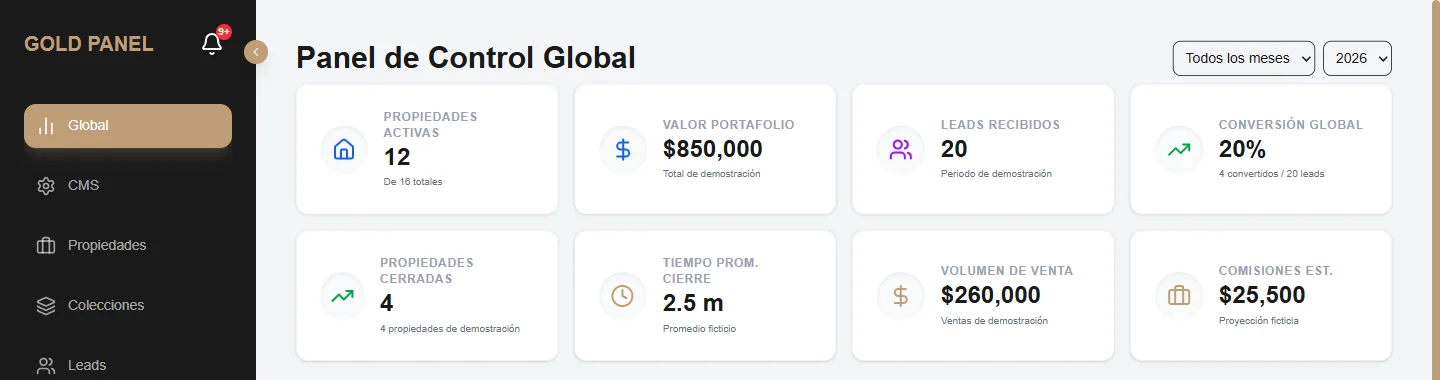 GOLD PANEL
9+
Global
CMS
Propiedades
Colecciones
Leads
Panel de Control Global
Todos los meses
2026
PROPIEDADES
ACTIVAS
12
De 16 totales
VALOR PORTAFOLIO
$850,000
Total de demostración
LEADS RECIBIDOS
20
Periodo de demostración
CONVERSIÓN GLOBAL
20%
4 convertidos / 20 leads
PROPIEDADES
CERRADAS
4
4 propiedades de demostración
TIEMPO PROM.
CIERRE
2.5 m
Promedio ficticio
VOLUMEN DE VENTA
$260,000
Ventas de demostración
COMISIONES EST.
$25,500
Proyección ficticia